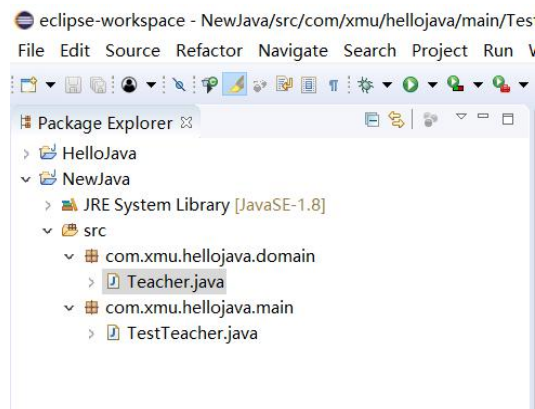 eclipse-workspace - NewJava/src/com/xmu/hellojava/main/Test
File Edit Source Refactor Navigate Search Project Run
Package Explorer
HelloJava
NewJava
JRE System Library [JavaSE-1.8]
src
com.xmu.hellojava.domain
Teacher.java
com.xmu.hellojava.main
TestTeacher.java